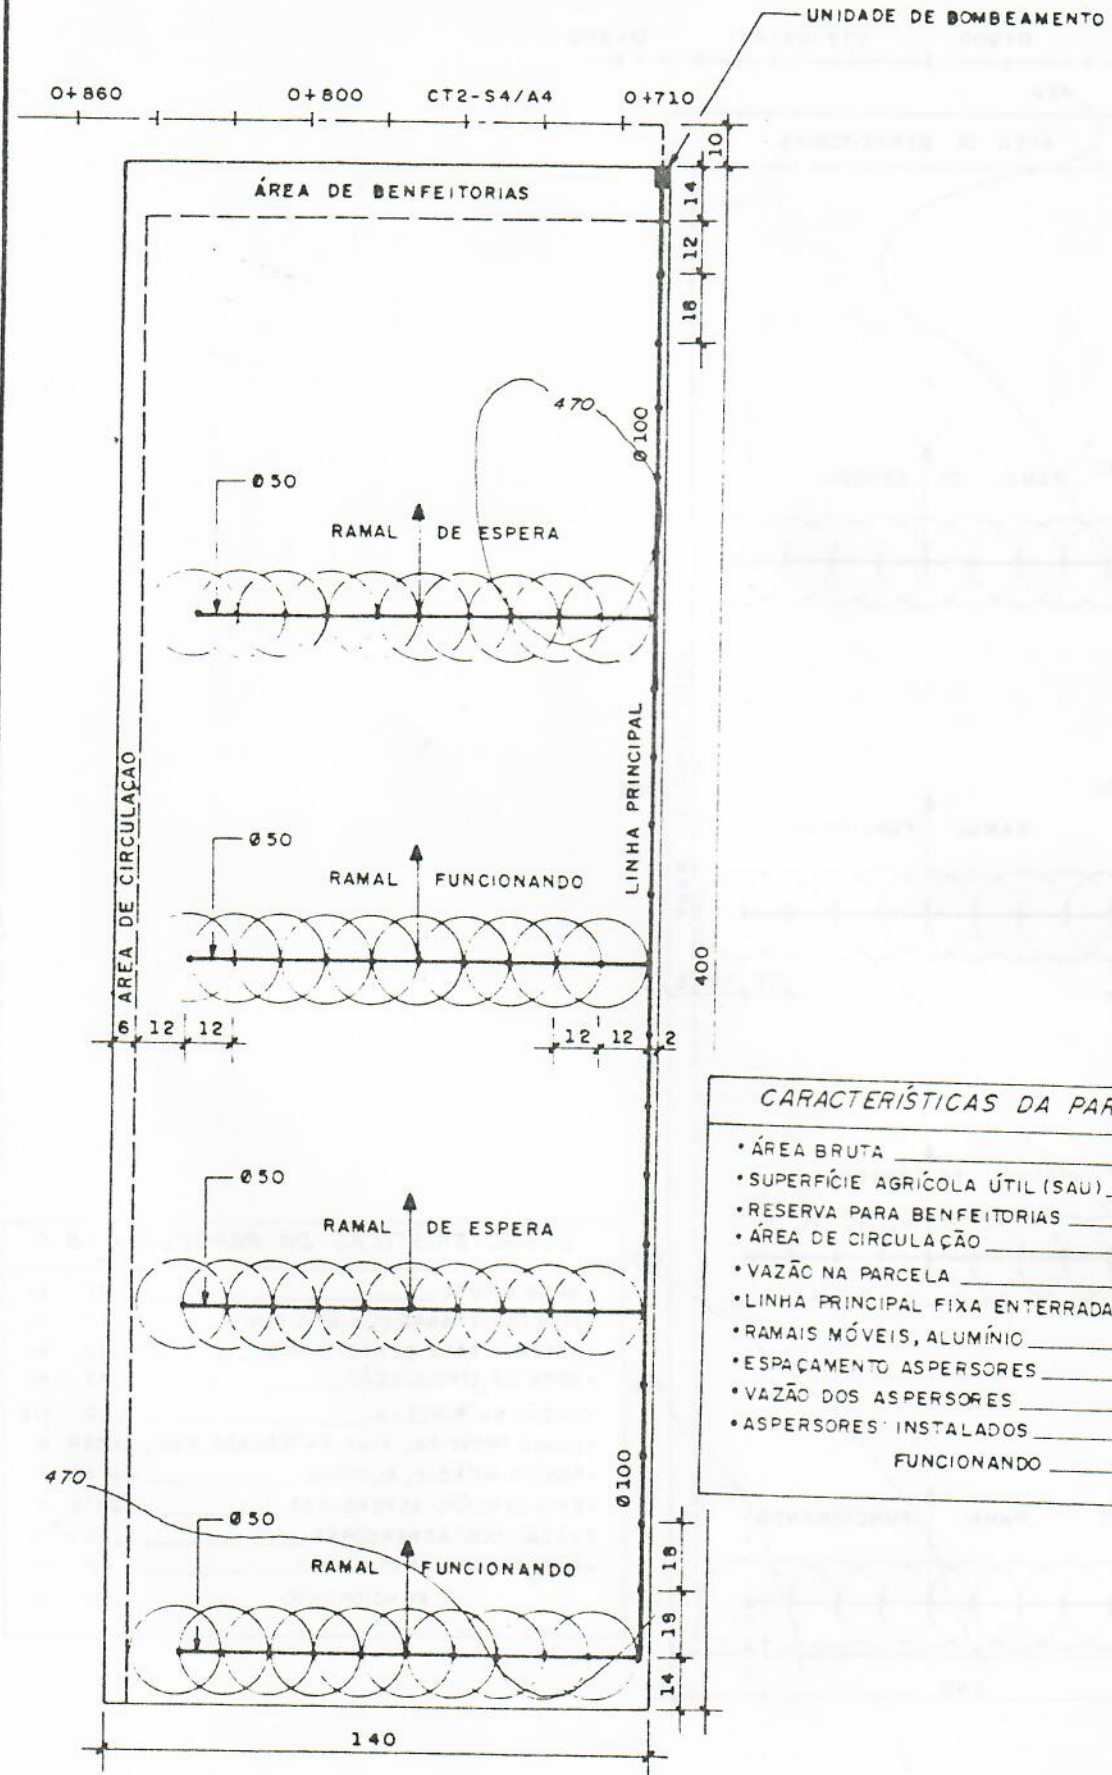 UNIDADE DE BOMBEAMENTO
0+860 0+800 CT2-S4/A4 0+710
10
ÁREA DE BENFEITORIAS
14
12
18
470
Ø100
Ø50
RAMAL DE ESPERA
LINHA PRINCIPAL
ÁREA DE CIRCULAÇÃO
Ø50
RAMAL FUNCIONANDO
400
6 12 12 12 12 2
CARACTERÍSTICAS DA PAR
• ÁREA BRUTA
• SUPERFÍCIE AGRÍCOLA ÚTIL (SAU)
• RESERVA PARA BENFEITORIAS
• ÁREA DE CIRCULAÇÃO
• VAZÃO NA PARCELA
• LINHA PRINCIPAL FIXA ENTERRADA
• RAMAIS MÓVEIS, ALUMÍNIO
• ESPAÇAMENTO ASPERSORES
• VAZÃO DOS ASPERSORES
• ASPERSORES INSTALADOS
FUNCIONANDO
Ø50
RAMAL DE ESPERA
470
Ø100
Ø50
RAMAL FUNCIONANDO
18
18
14
140